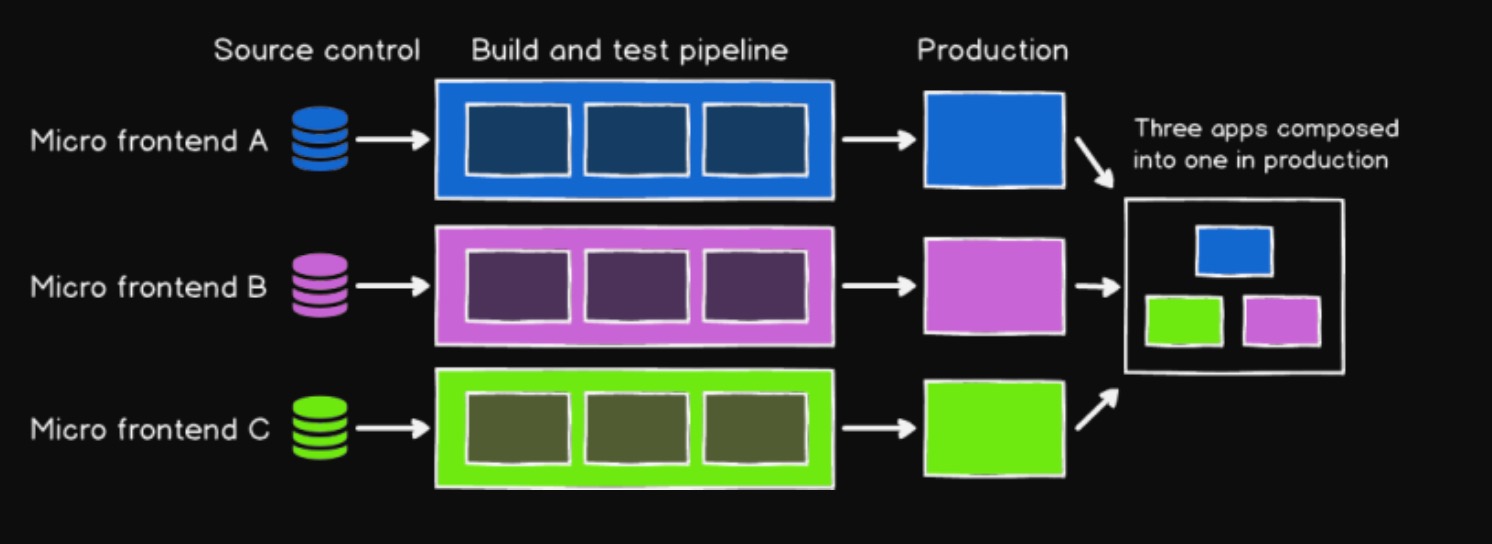 Source control
Build and test pipeline
Production
Micro frontend A
Three apps composed
into one in production
Micro frontend B
Micro frontend C